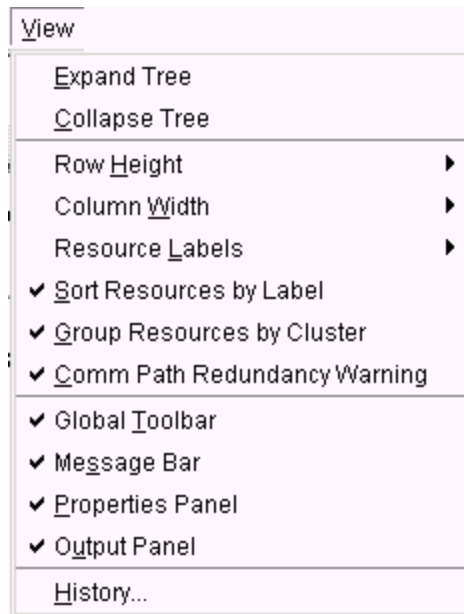 View
Expand Tree
Collapse Tree
Row Height
Column Width
Resource Labels
Sort Resources by Label
Group Resources by Cluster
Comm Path Redundancy Warning
Global Toolbar
Message Bar
Properties Panel
Output Panel
History...